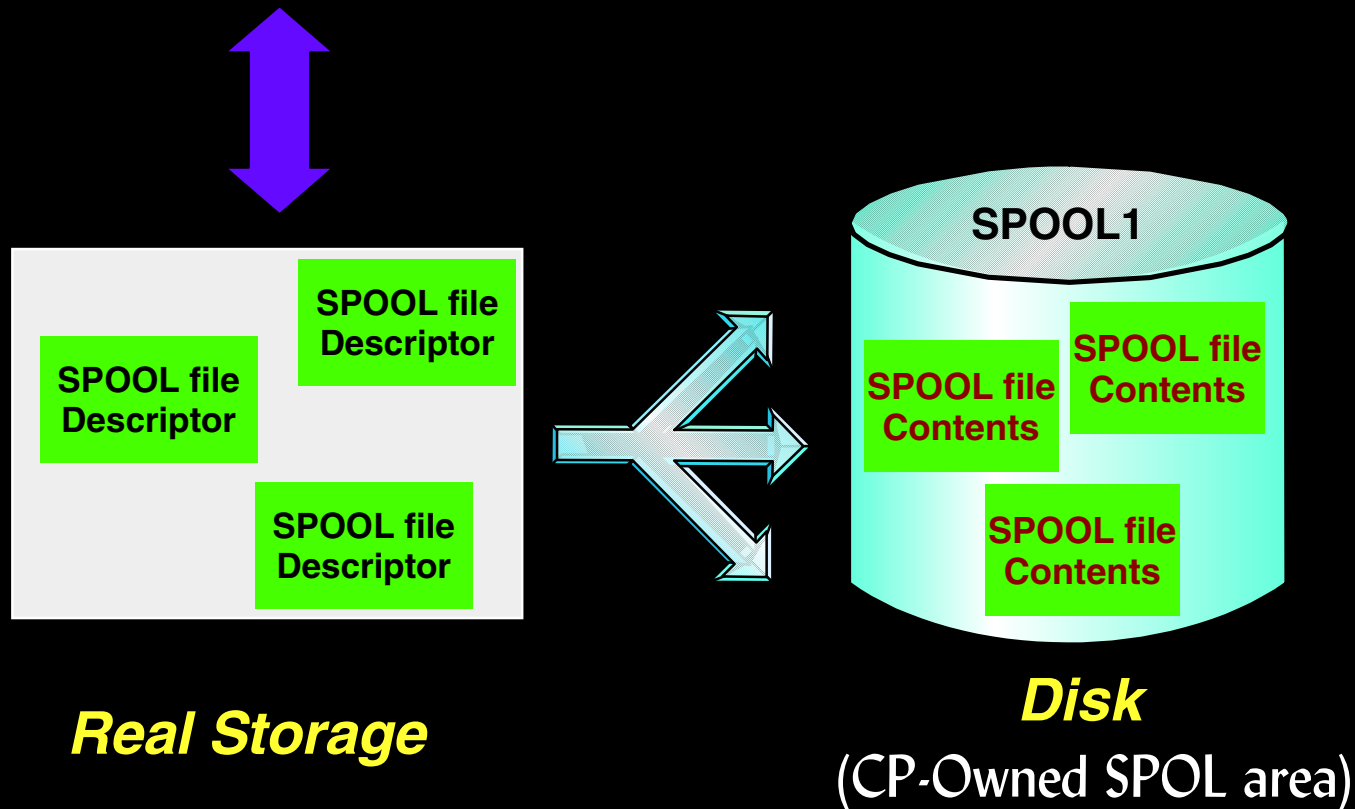 SPOOL file
Descriptor
SPOOL file
Descriptor
SPOOL file
Descriptor
Real Storage
SPOOL1
SPOOL file
Contents
SPOOL file
Contents
SPOOL file
Contents
Disk
(CP-Owned SPOL area)